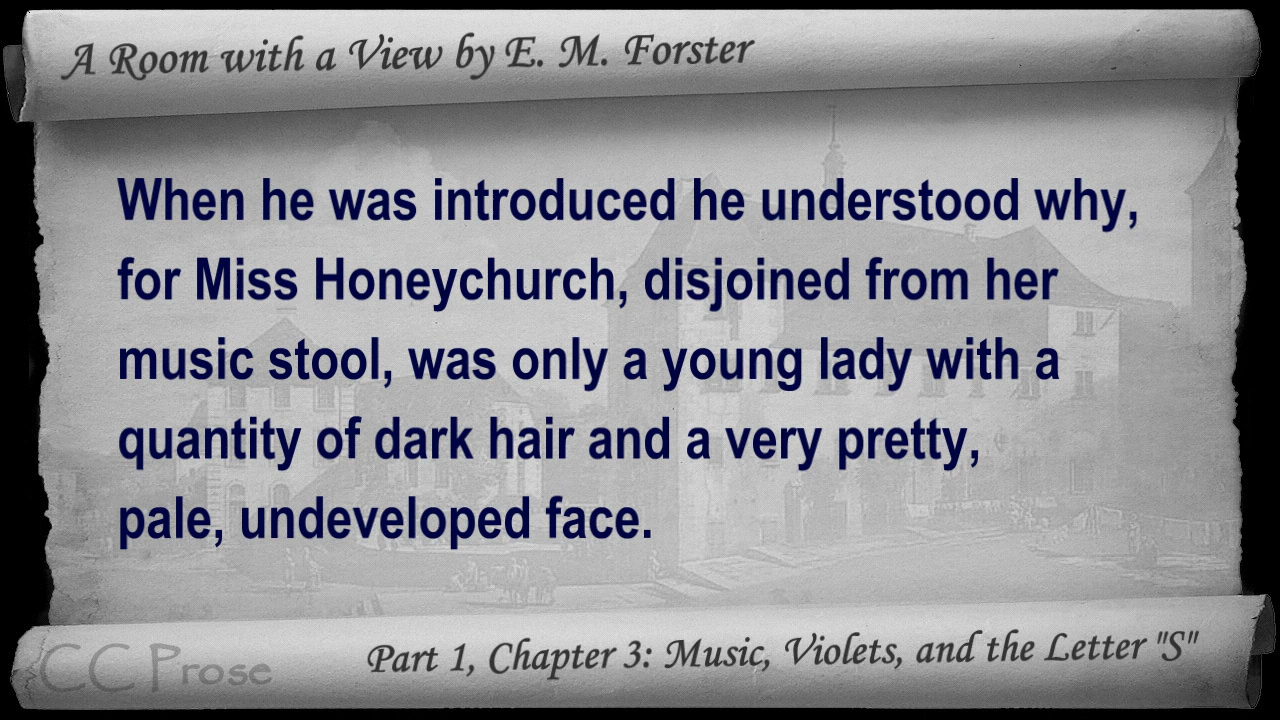 A Room with a View by E. M. Forster
When he was introduced he understood why,
for Miss Honeychurch, disjoined from her
music stool, was only a young lady with a
quantity of dark hair and a very pretty,
pale, undeveloped face.
CC Prose
Part 1, Chapter 3: Music, Violets, and the Letter "S"